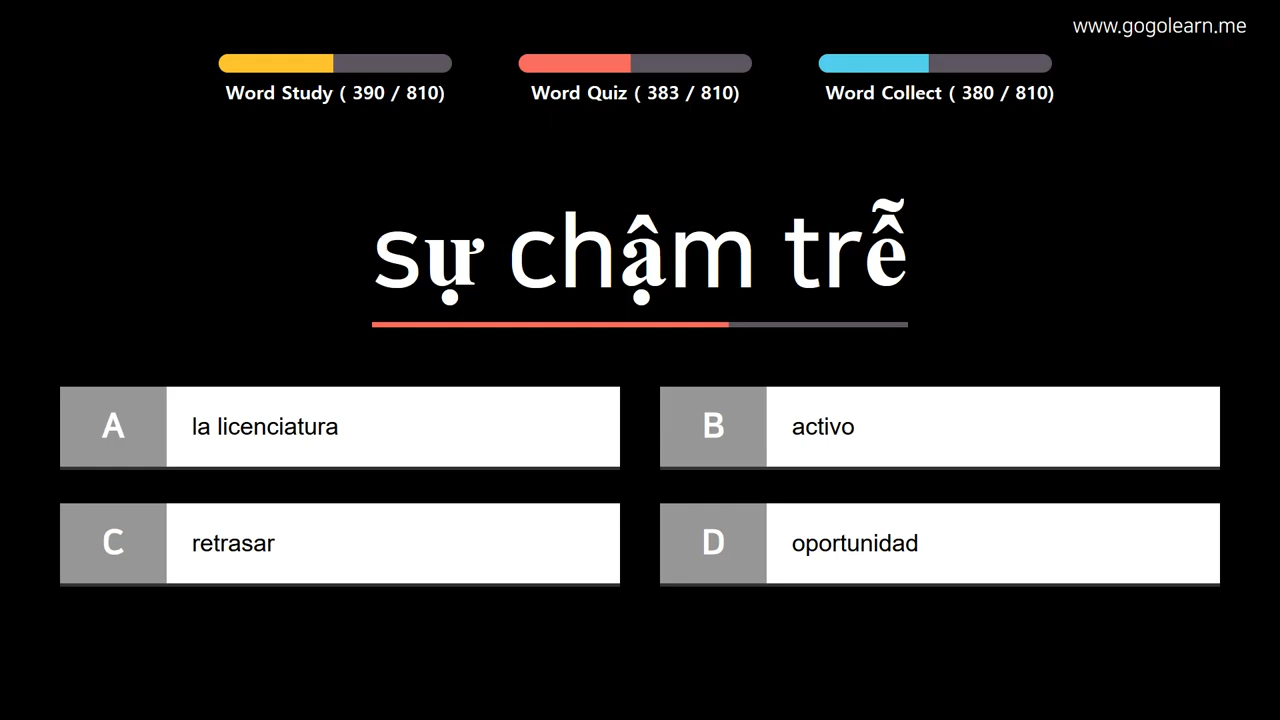 www.gogolearn.me
Word Study ( 390 / 810)
Word Quiz ( 383 / 810)
Word Collect ( 380 / 810)
sự chậm trễ
A la licenciatura
B activo
C retrasar
D oportunidad